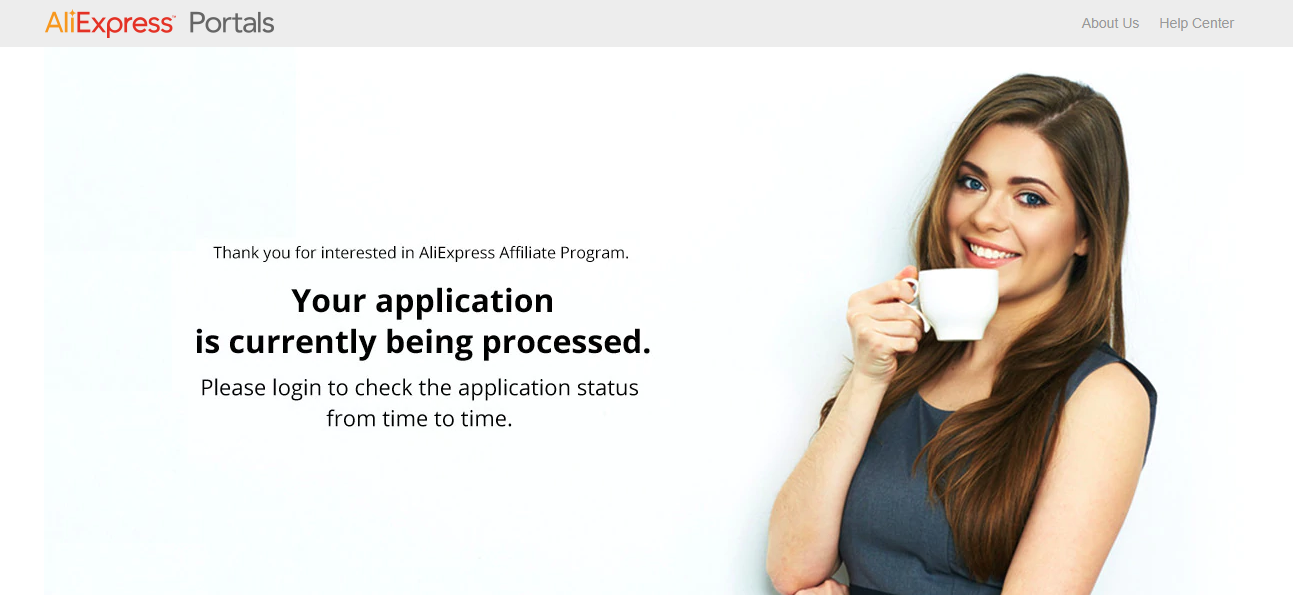 AliExpress™ Portals
About Us Help Center
Thank you for interested in AliExpress Affiliate Program.
Your application
is currently being processed.
Please login to check the application status
from time to time.